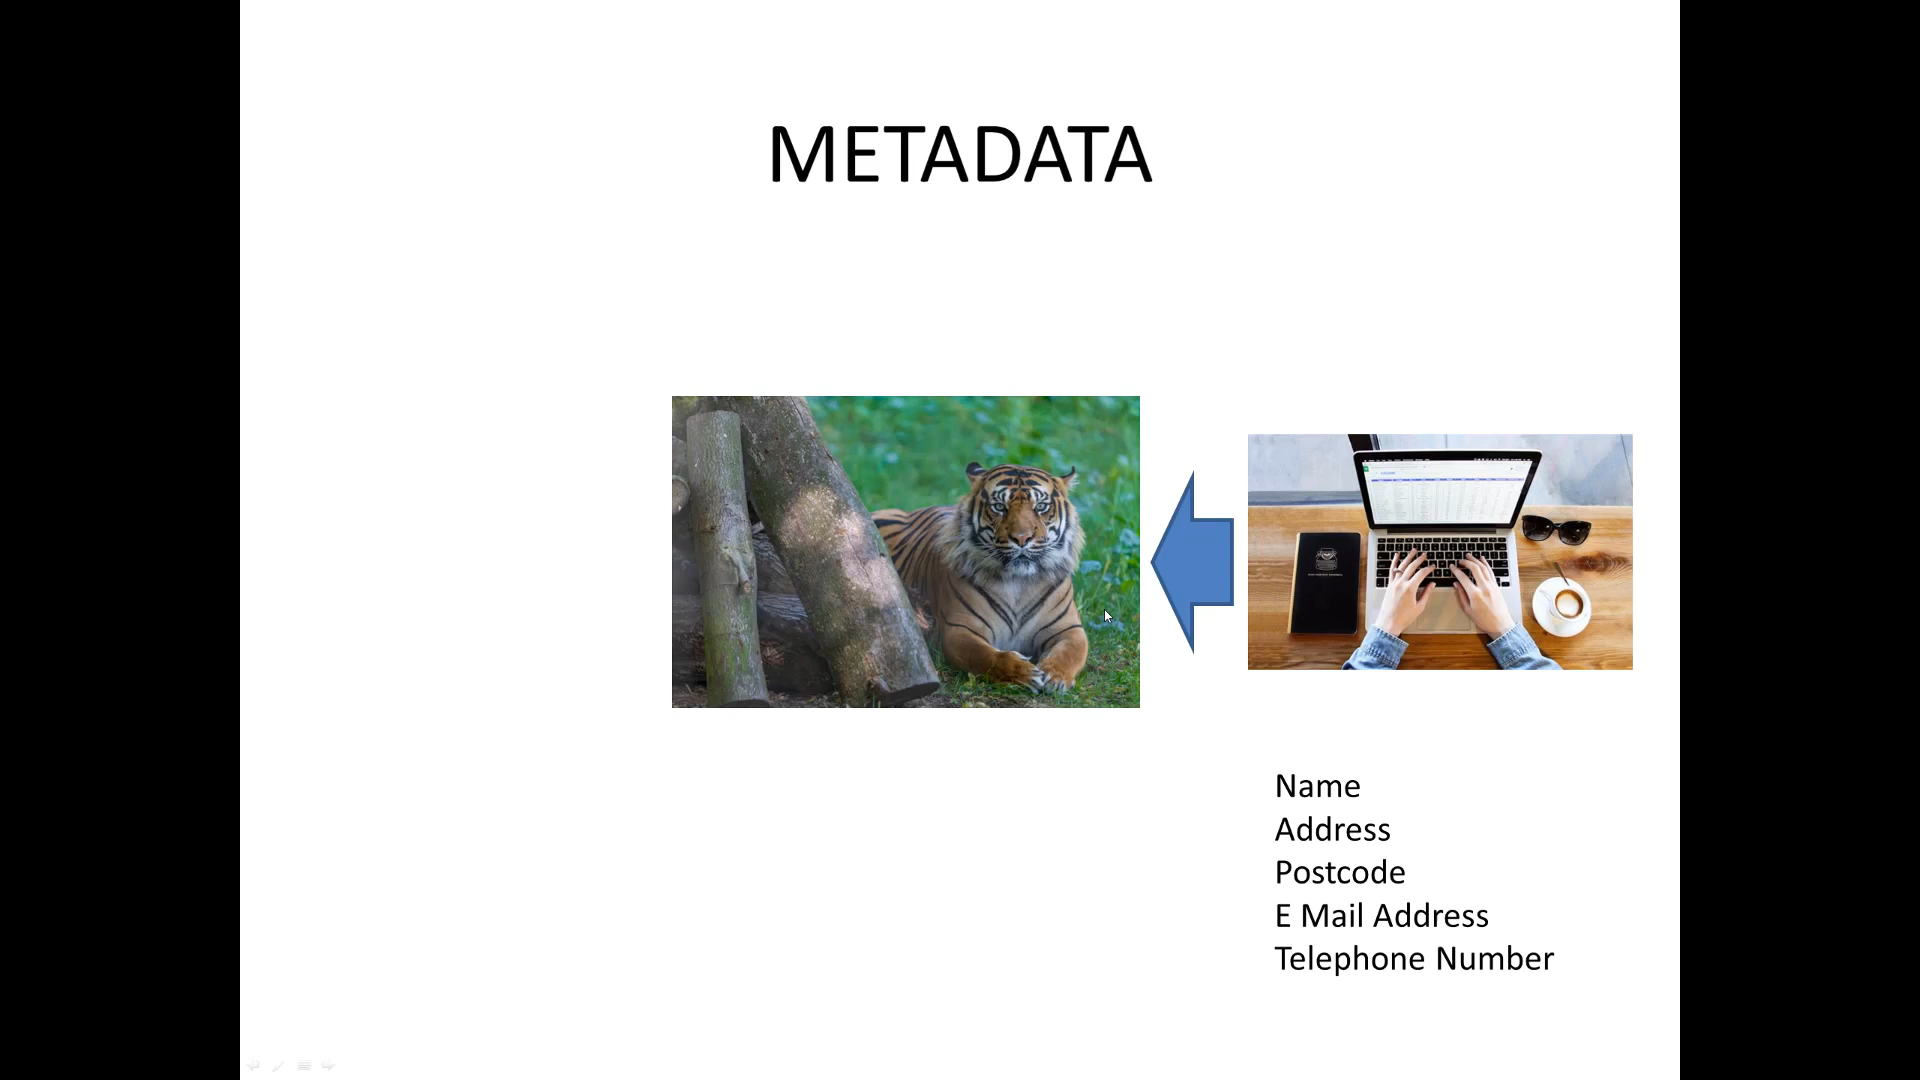 METADATA
Name
Address
Postcode
E Mail Address
Telephone Number